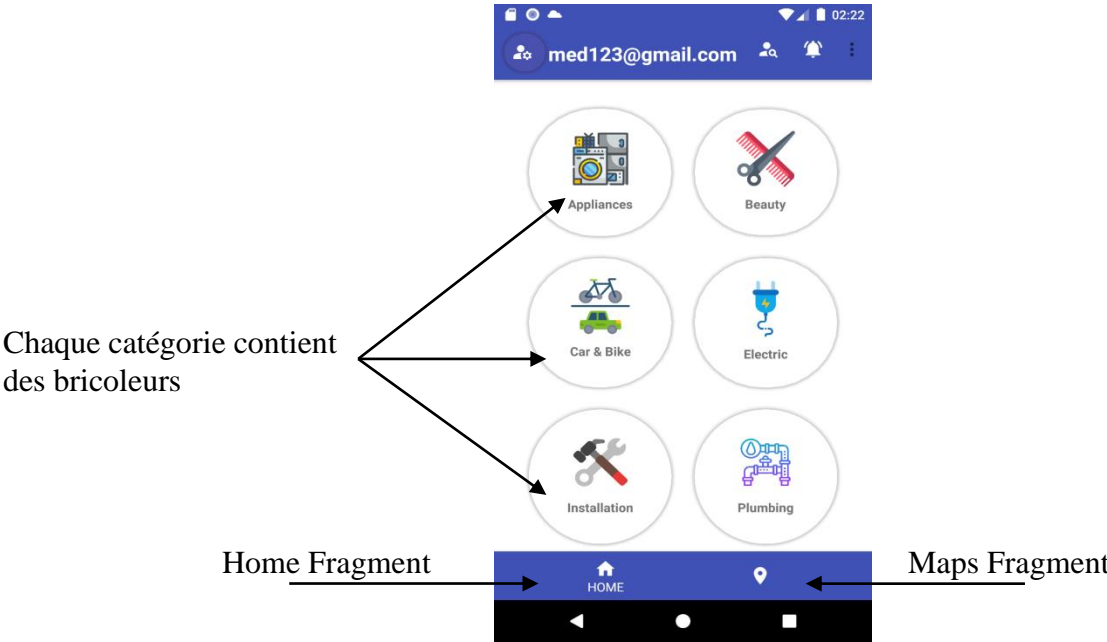 02:22
med123@gmail.com
Appliances
Beauty
Chaque catégorie contient
des bricoleurs
Car & Bike
Electric
Installation
Plumbing
Home Fragment
HOME
Maps Fragment